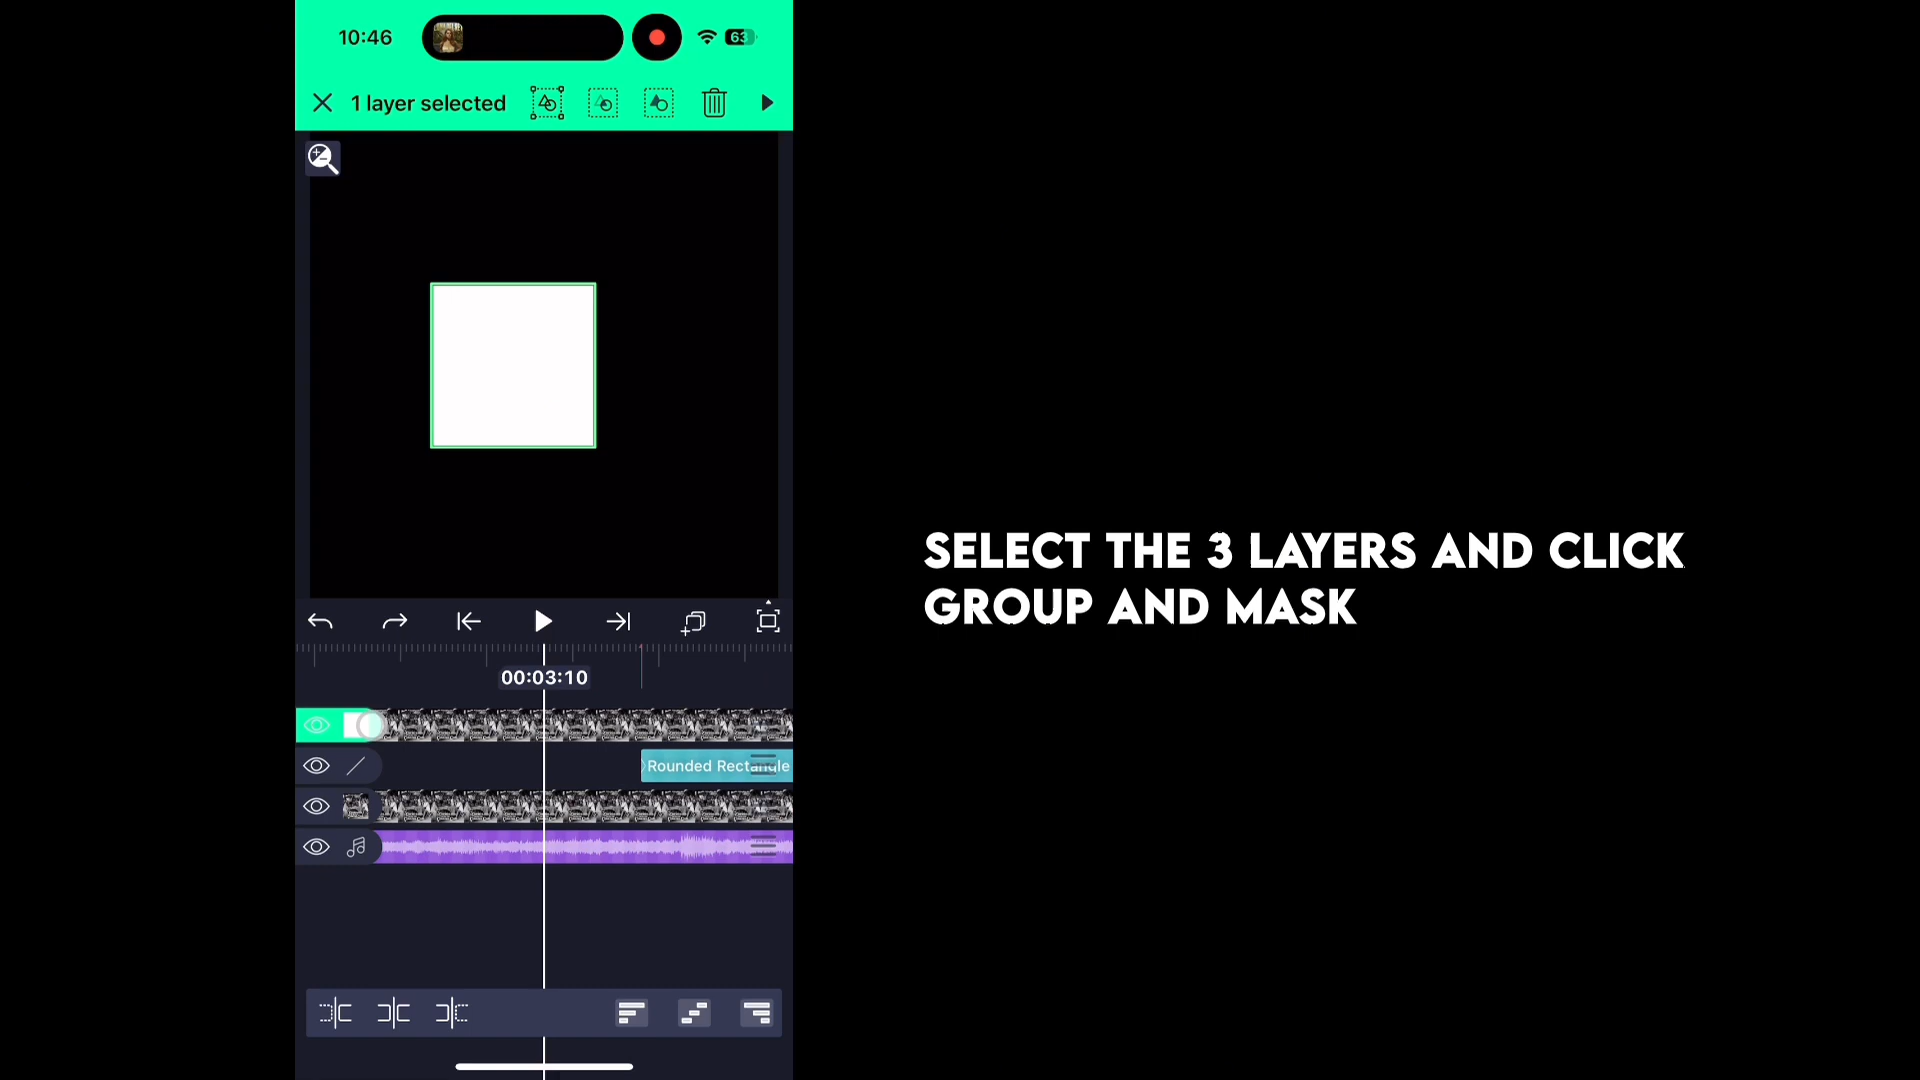 10:46
63
1 layer selected
SELECT THE 3 LAYERS AND CLICK
GROUP AND MASK
00:03:10
Rounded Rectangle